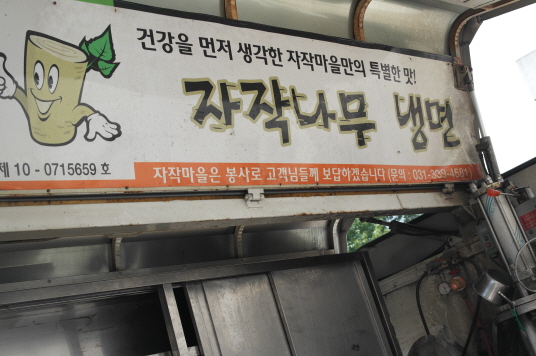 건강을 먼저 생각한 자작마을만의 특별한 맛!
자작나무 냉면
제 10 - 0715659 호
자작마을은 봉사로 고객님들께 보답하겠습니다 (문의 :